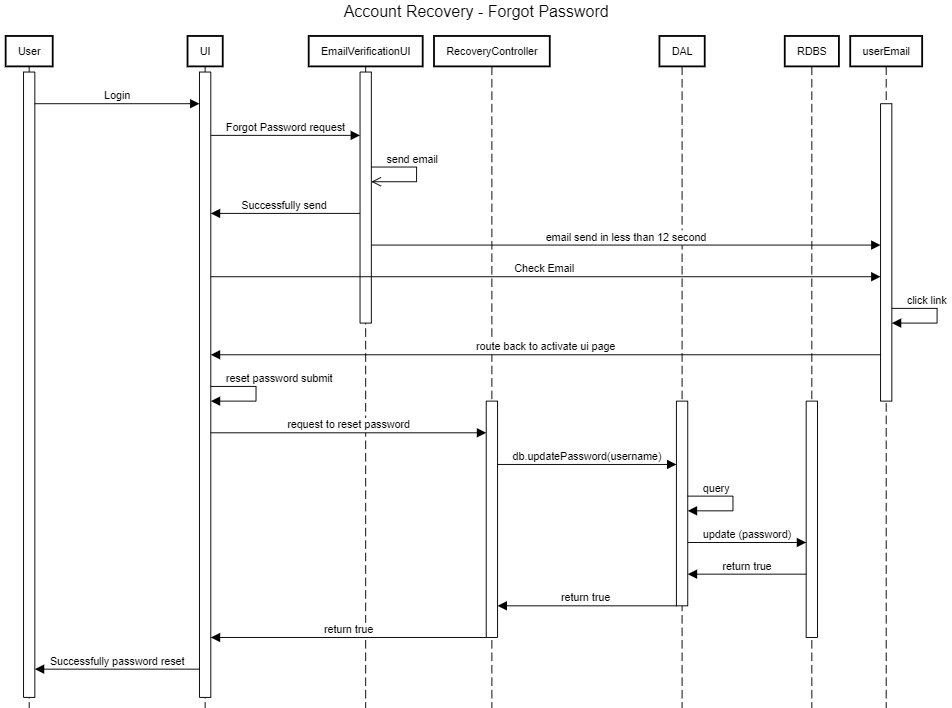 Account Recovery - Forgot Password
User
UI
EmailVerificationUI
RecoveryController
DAL
RDBS
userEmail
Login
Forgot Password request
send email
Successfully send
email send in less than 12 second
Check Email
click link
route back to activate ui page
reset password submit
request to reset password
db.updatePassword(username)
query
update (password)
return true
return true
return true
Successfully password reset